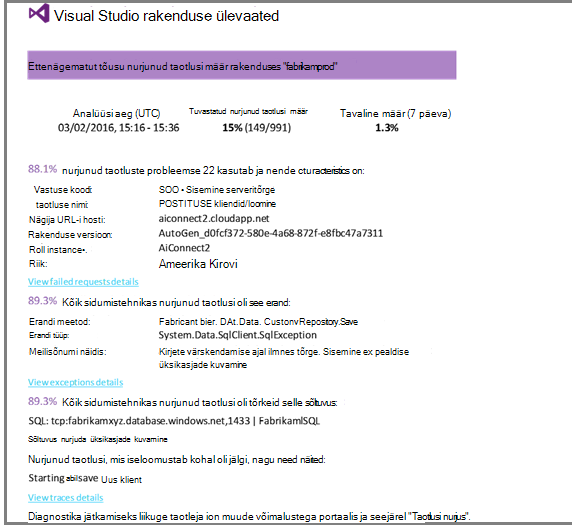 Visual Studio rakenduse ülevaated
Ettenägematut tõusu nurjunud taotlusi määr rakenduses "fabrikamprod"
Analüüsi aeg (UTC) Tuvastatud nurjunud taotlusi määr Tavaline määr (7 päeva)
03/02/2016, 15:16 - 15:36 15% (149/991) 1.3%
88.1% nurjunud taotluste probleemse 22 kasutab ja nende cturacteristics on:
Vastuse koodi: SOO • Sisemine serveritõrge
taotluse nimi: POSTITUSE kliendid/loomine
Nägija URL-i hosti: aiconnect2.cloudapp.net
Rakenduse versioon: AutoGen_d0fcf372-580e-4a68-872f-e8fbc47a7311
Roll instance•. AiConnect2
Riik: Ameerika Kirovi
View failed requests details
89.3% Kõik sidumistehnikas nurjunud taotlusi oli see erand:
Erandi meetod: Fabricant bier. DAt.Data. CustonvRepository.Save
Erandi tüüp: System.Data.SqlClient.SqlException
Meilisõnumi näidis: Kirjete värskendamise ajal ilmnes tõrge. Sisemine ex pealdise
üksikasjade kuvamine
View exceptions details
89.3% Kõik sidumistehnikas nurjunud taotlusi oli tõrkeid selle sõltuvus:
SQL: tcp:fabrikamxyz.database.windows.net,1433 | FabrikamlSQL
Sõltuvus nurjuda üksikasjade kuvamine
Nurjunud taotlusi, mis iseloomustab kohal oli jälgi, nagu need näited:
Starting abil save Uus klient
View traces details
Diagnostika jätkamiseks liikuge taotleja ion muude võimalustega portaalis ja seejärel "Taotlusi nurjus".